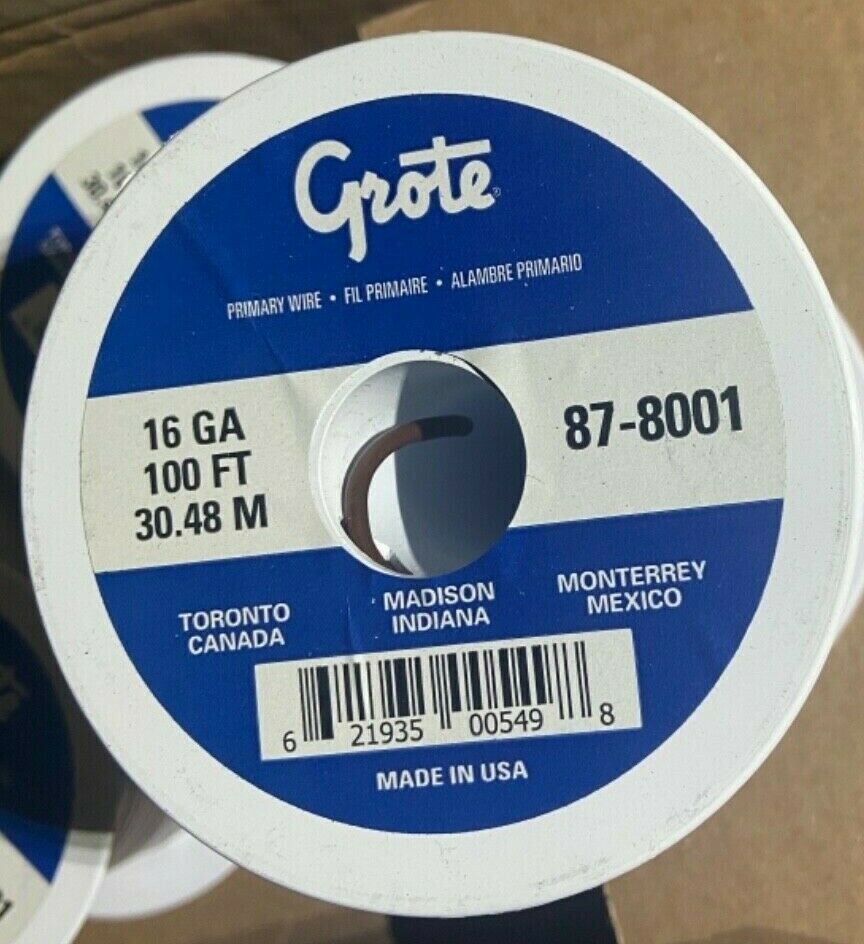 Grote®
PRIMARY WIRE • FIL PRIMAIRE • ALAMBRE PRIMARIO
16 GA
100 FT
30.48 M
87-8001
TORONTO
CANADA
MADISON
INDIANA
MONTERREY
MEXICO
6 21935 00549 8
MADE IN USA